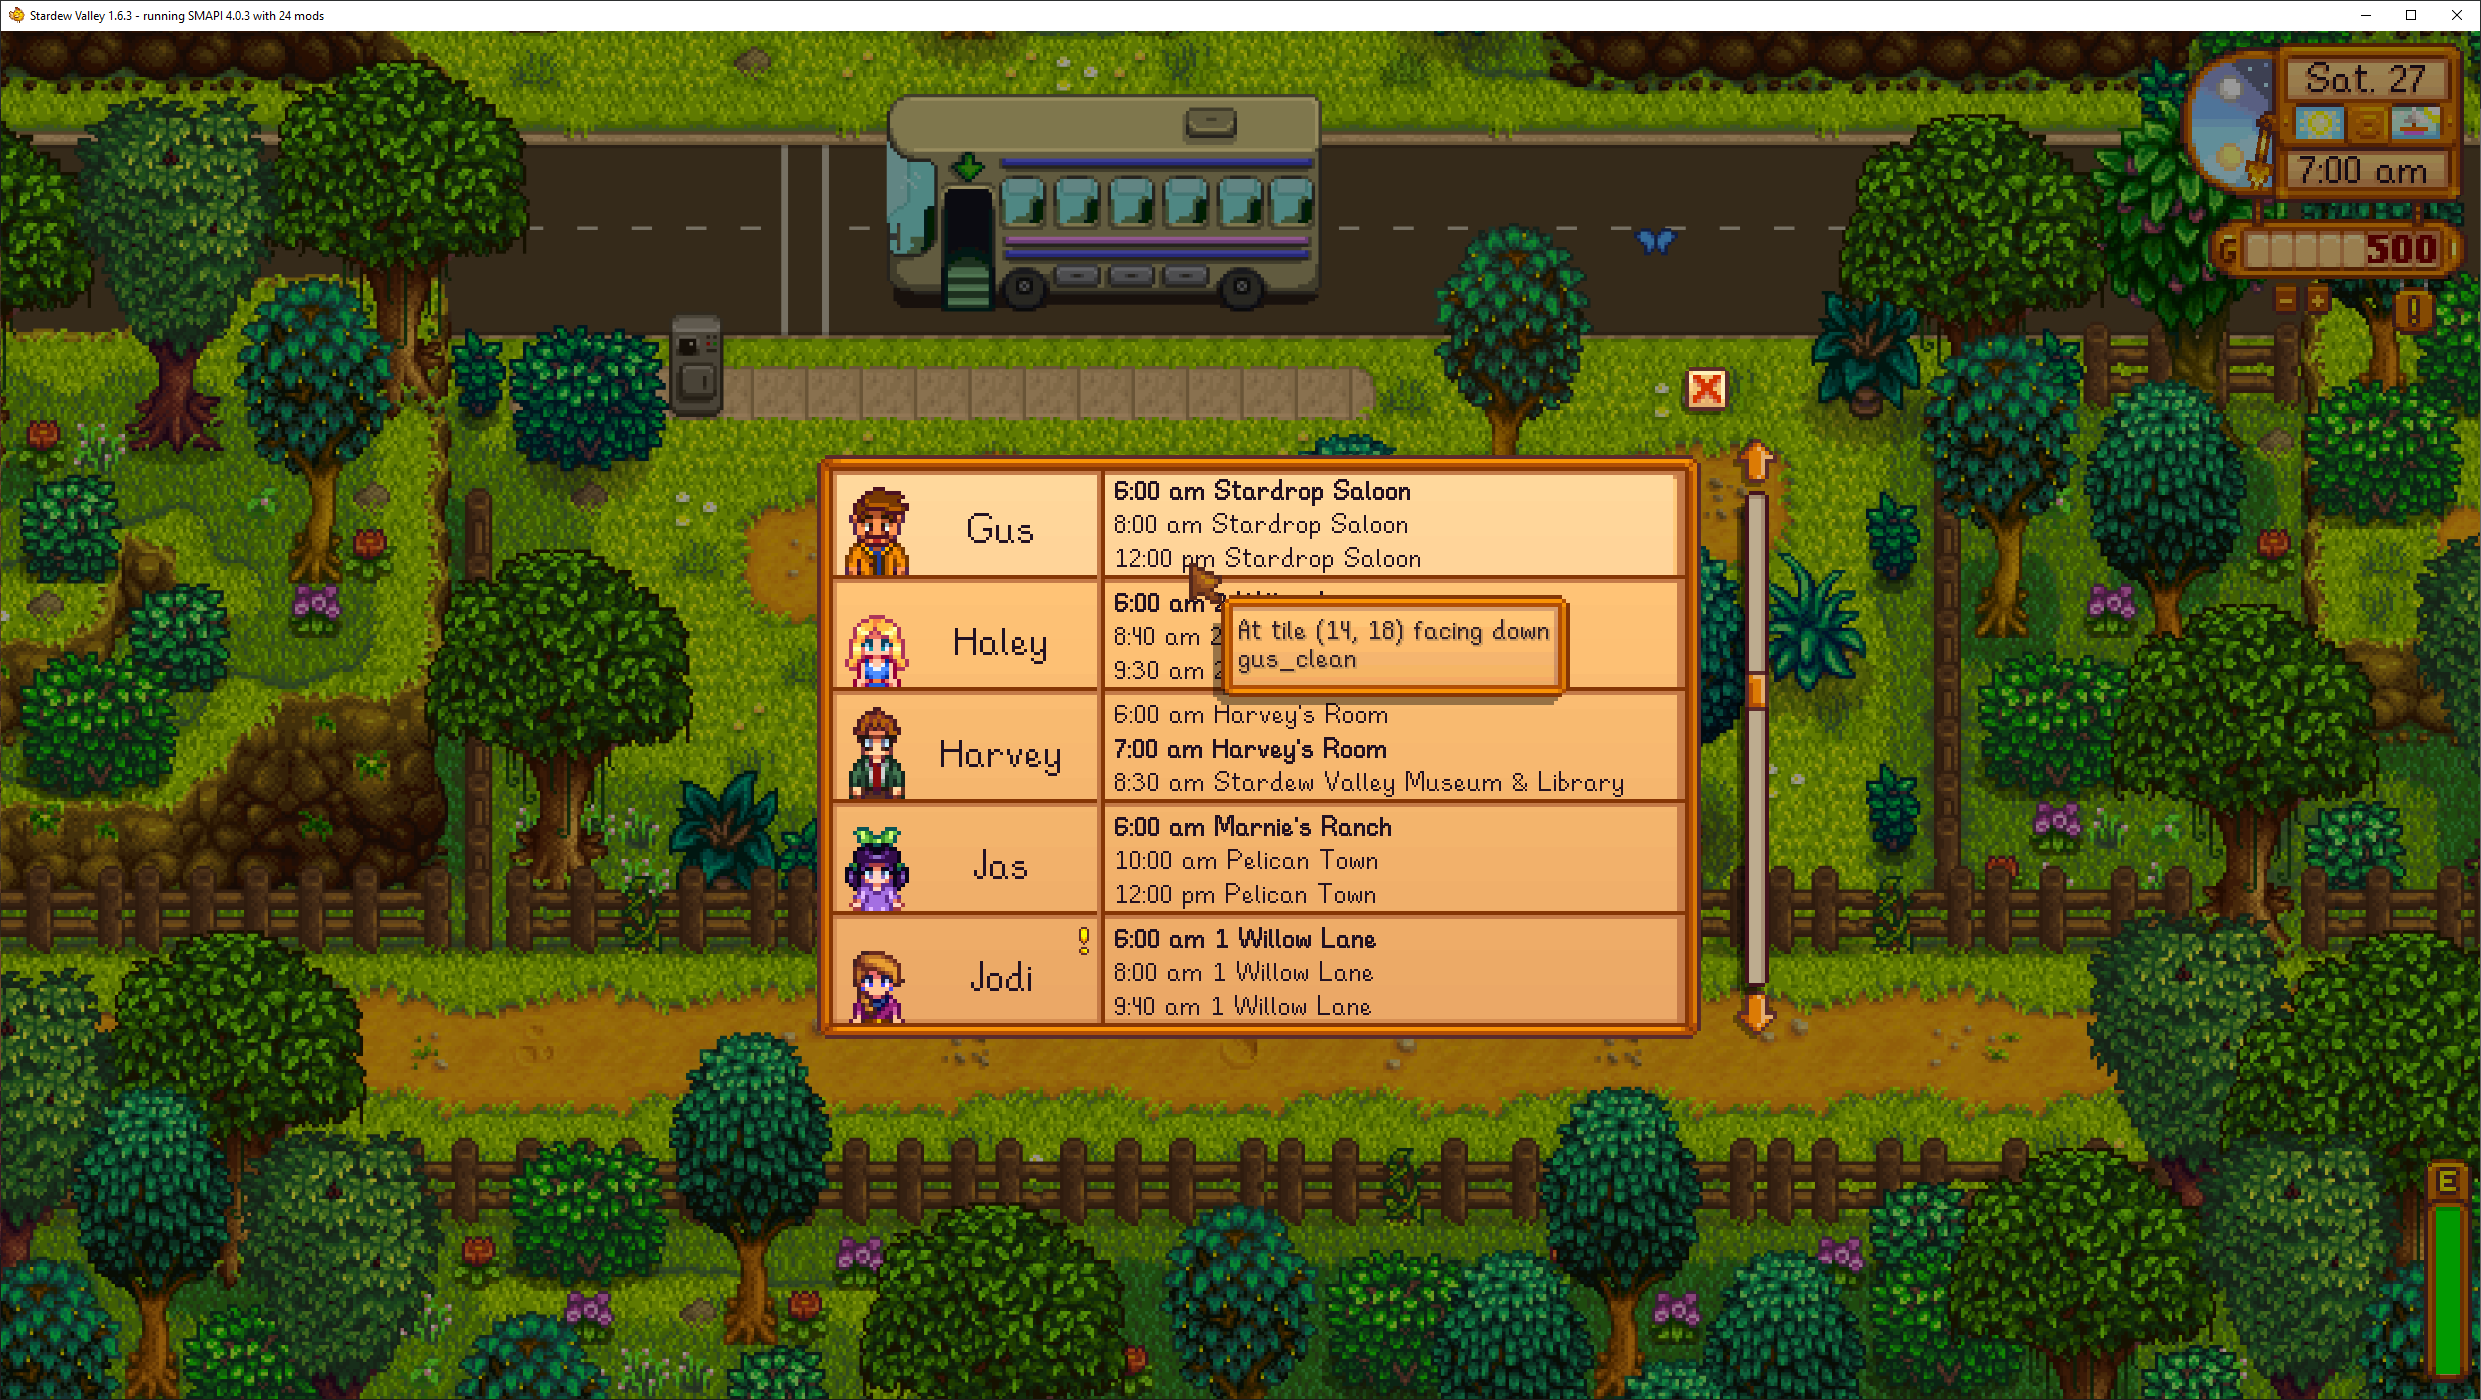 Stardew Valley 1.6.3 - running SMAPI 4.0.3 with 24 mods
Sat. 27
7:00 am
G 500
Gus
6:00 am Stardrop Saloon
8:00 am Stardrop Saloon
12:00 pm Stardrop Saloon
Haley
6:00 am 2
8:40 am 2
9:30 am 2
At tile (14, 18) facing down
gus_clean
Harvey
6:00 am Harvey's Room
7:00 am Harvey's Room
8:30 am Stardew Valley Museum & Library
Jas
6:00 am Marnie's Ranch
10:00 am Pelican Town
12:00 pm Pelican Town
Jodi
6:00 am 1 Willow Lane
8:00 am 1 Willow Lane
9:40 am 1 Willow Lane
E